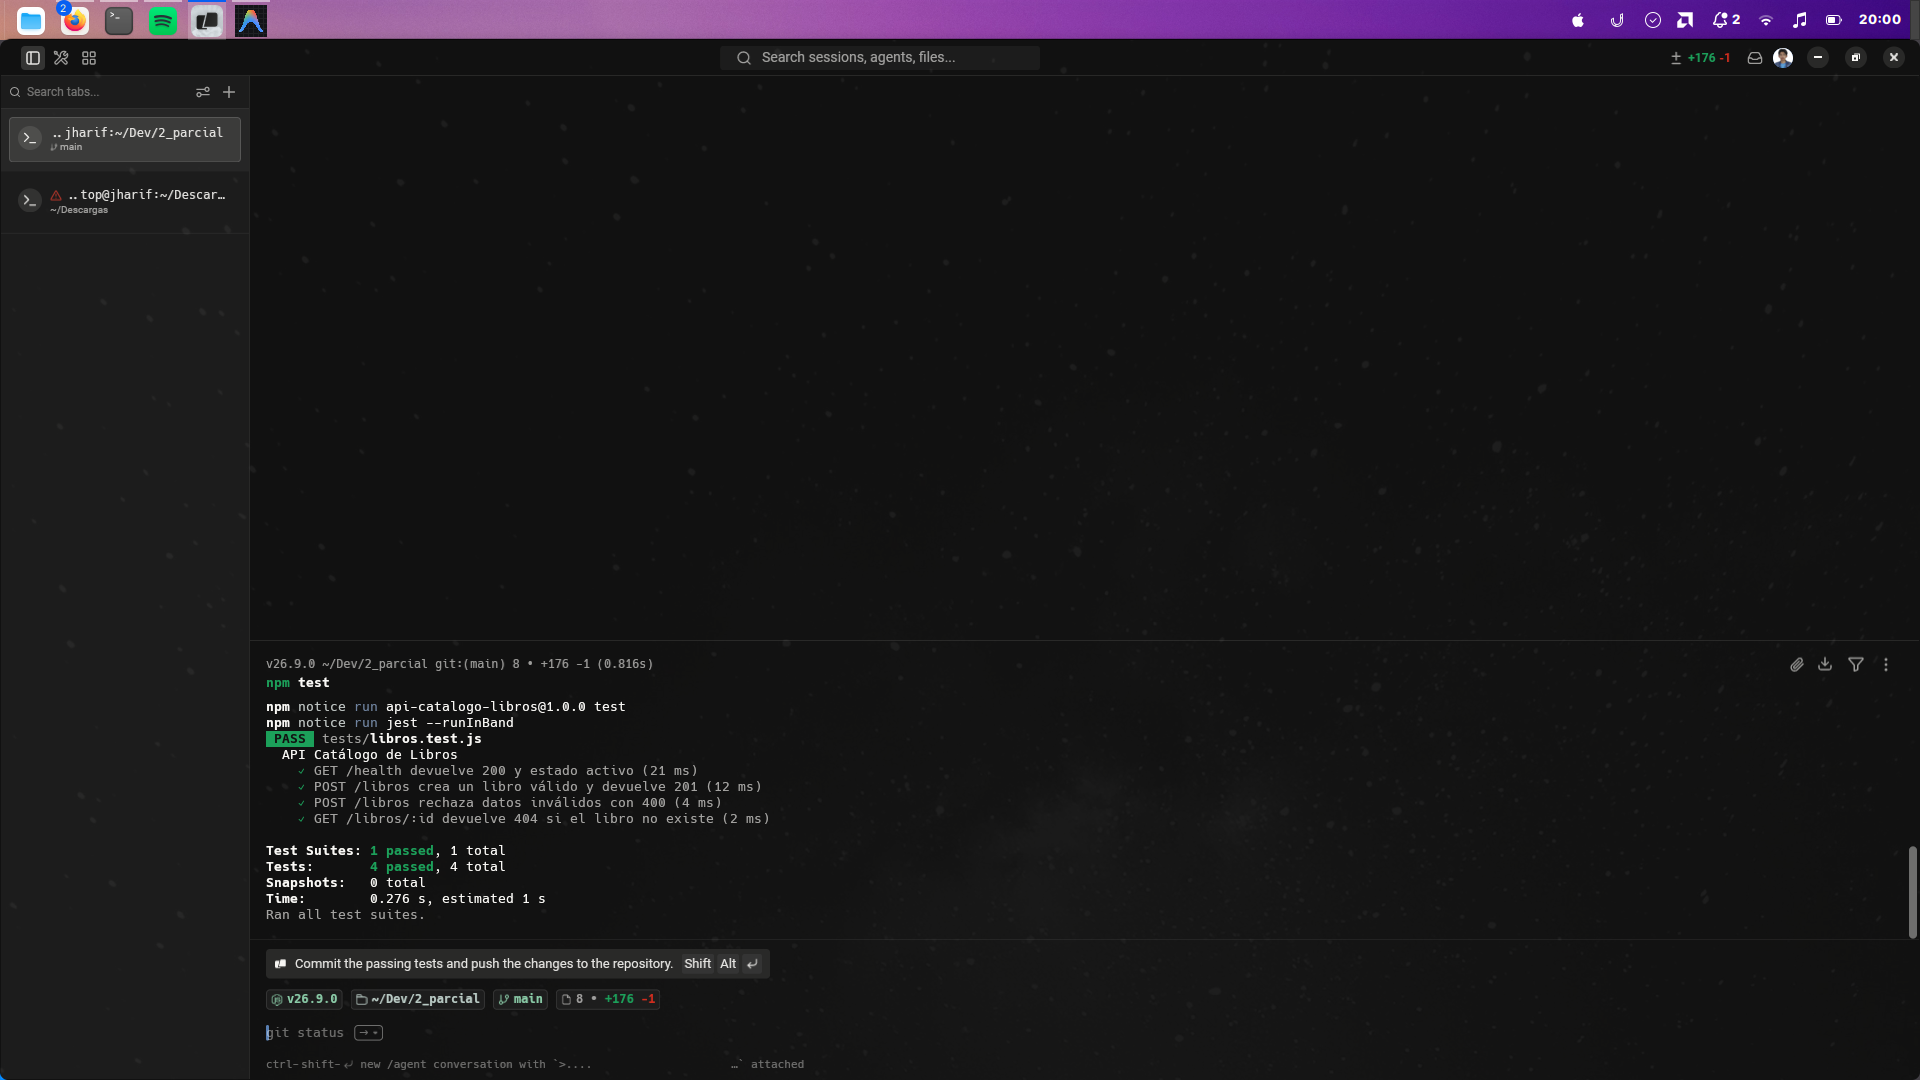 2
2
20:00
Search sessions, agents, files...
+176 -1
Search tabs...
..jharif:~/Dev/2_parcial
main
..top@jharif:~/Descar...
~/Descargas
v26.9.0 ~/Dev/2_parcial git:(main) 8 • +176 -1 (0.816s)
npm test
npm notice run api-catalogo-libros@1.0.0 test
npm notice run jest --runInBand
PASS tests/libros.test.js
API Catálogo de Libros
✓ GET /health devuelve 200 y estado activo (21 ms)
✓ POST /libros crea un libro válido y devuelve 201 (12 ms)
✓ POST /libros rechaza datos inválidos con 400 (4 ms)
✓ GET /libros/:id devuelve 404 si el libro no existe (2 ms)
Test Suites: 1 passed, 1 total
Tests: 4 passed, 4 total
Snapshots: 0 total
Time: 0.276 s, estimated 1 s
Ran all test suites.
Commit the passing tests and push the changes to the repository. Shift Alt ↵
v26.9.0 ~/Dev/2_parcial main 8 • +176 -1
git status
ctrl-shift-↵ new /agent conversation with `>.... …` attached